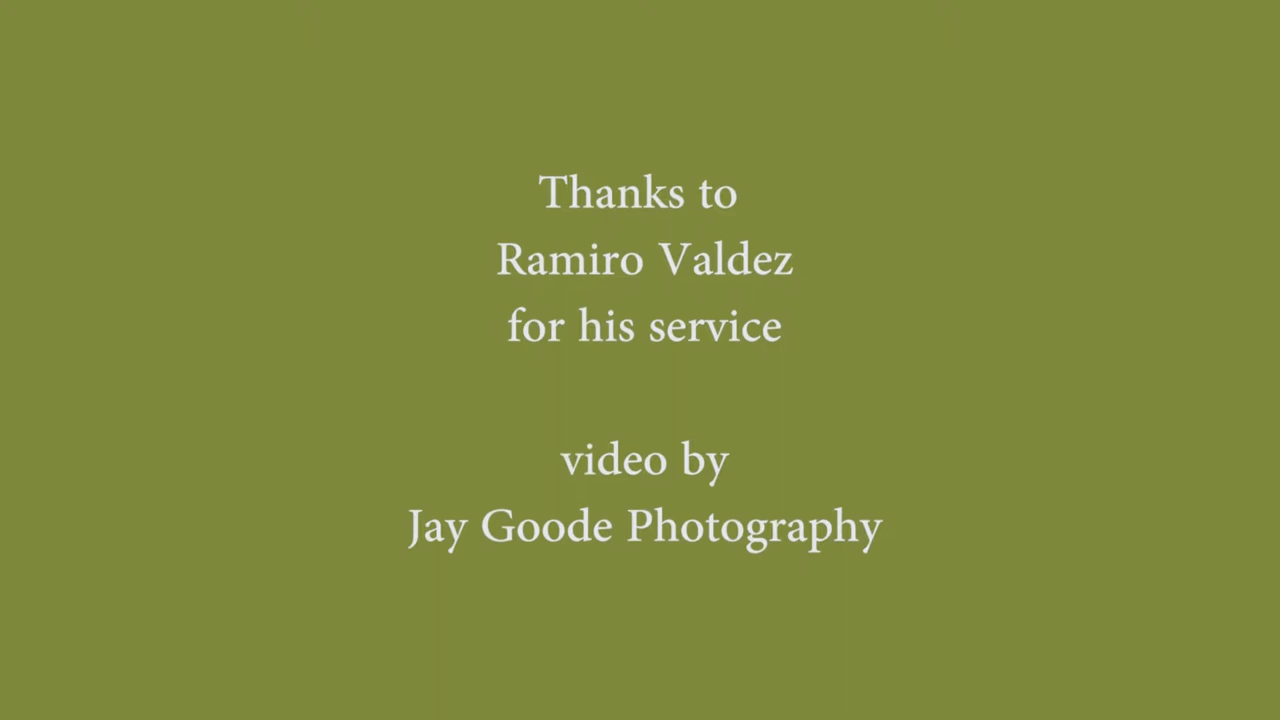 Thanks to
Ramiro Valdez
for his service
video by
Jay Goode Photography